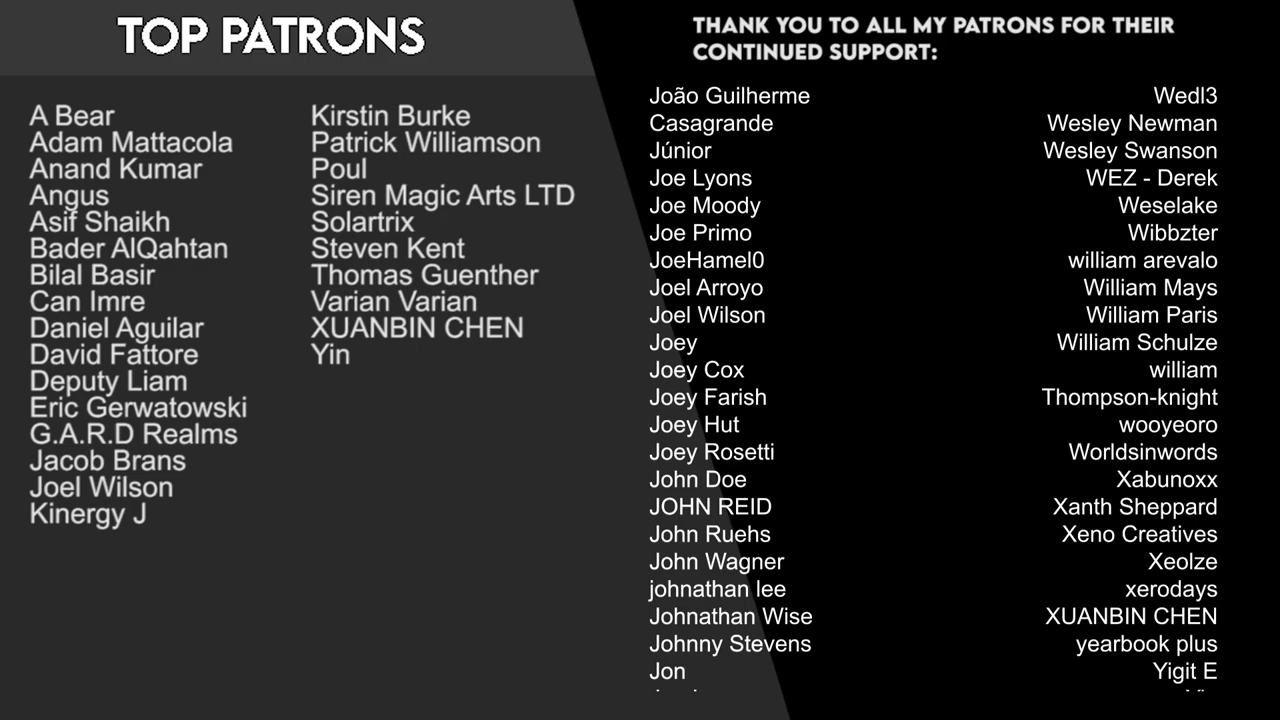 TOP PATRONS
A Bear
Adam Mattacola
Anand Kumar
Angus
Asif Shaikh
Bader AlQahtan
Bilal Basir
Can Imre
Daniel Aguilar
David Fattore
Deputy Liam
Eric Gerwatowski
G.A.R.D Realms
Jacob Brans
Joel Wilson
Kinergy J
Kirstin Burke
Patrick Williamson
Poul
Siren Magic Arts LTD
Solartrix
Steven Kent
Thomas Guenther
Varian Varian
XUANBIN CHEN
Yin
THANK YOU TO ALL MY PATRONS FOR THEIR
CONTINUED SUPPORT:
João Guilherme
Casagrande
Júnior
Joe Lyons
Joe Moody
Joe Primo
JoeHamel0
Joel Arroyo
Joel Wilson
Joey
Joey Cox
Joey Farish
Joey Hut
Joey Rosetti
John Doe
JOHN REID
John Ruehs
John Wagner
johnathan lee
Johnathan Wise
Johnny Stevens
Jon
Wedl3
Wesley Newman
Wesley Swanson
WEZ - Derek
Weselake
Wibbzter
william arevalo
William Mays
William Paris
William Schulze
william
Thompson-knight
wooyeoro
Worldsinwords
Xabunoxx
Xanth Sheppard
Xeno Creatives
Xeolze
xerodays
XUANBIN CHEN
yearbook plus
Yigit E